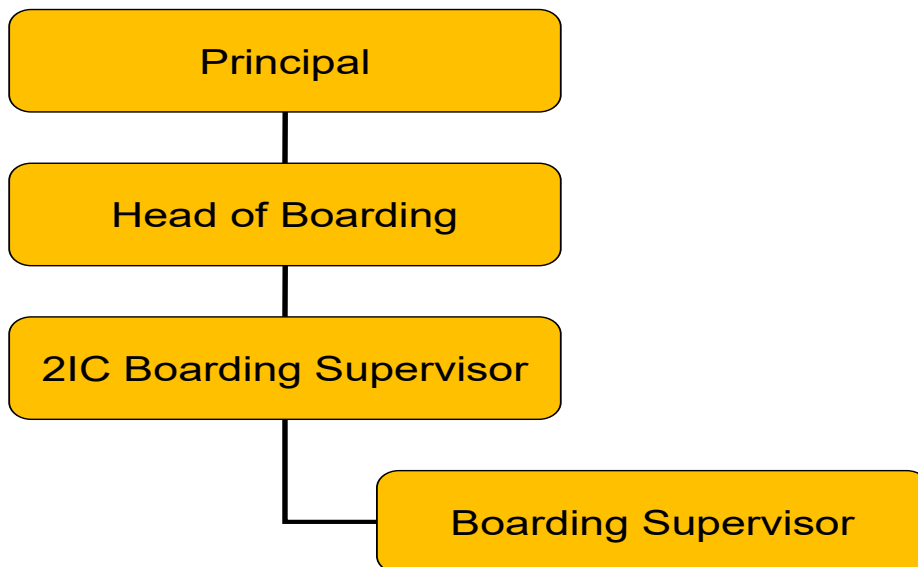 Principal
Head of Boarding
2IC Boarding Supervisor
Boarding Supervisor